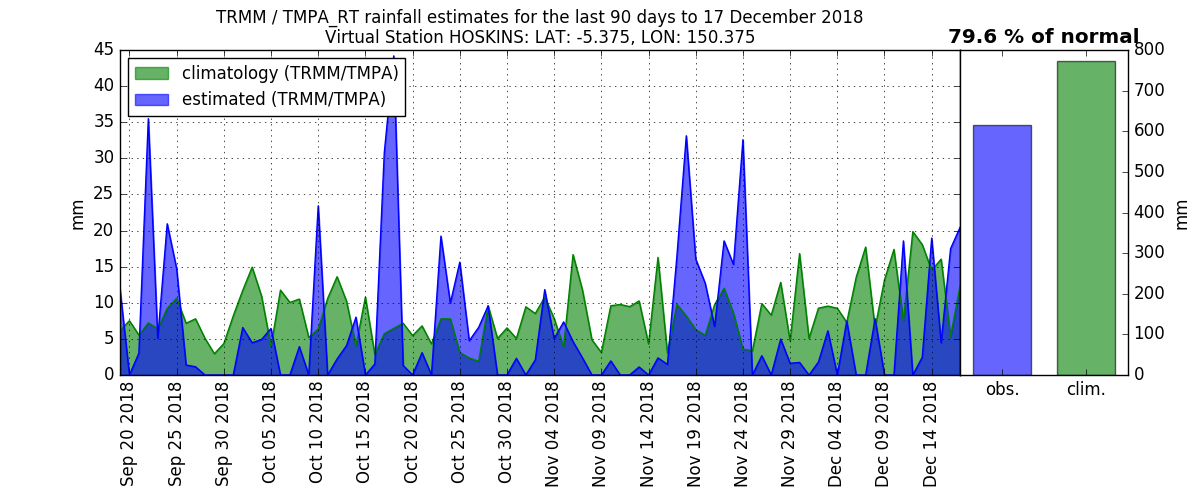 TRMM / TMPA_RT rainfall estimates for the last 90 days to 17 December 2018
Virtual Station HOSKINS: LAT: -5.375, LON: 150.375
79.6 % of normal
climatology (TRMM/TMPA)
estimated (TRMM/TMPA)
45
40
35
30
25
20
15
10
5
0
mm
Sep 20 2018
Sep 25 2018
Sep 30 2018
Oct 05 2018
Oct 10 2018
Oct 15 2018
Oct 20 2018
Oct 25 2018
Oct 30 2018
Nov 04 2018
Nov 09 2018
Nov 14 2018
Nov 19 2018
Nov 24 2018
Nov 29 2018
Dec 04 2018
Dec 09 2018
Dec 14 2018
obs.
clim.
800
700
600
500
400
300
200
100
0
mm